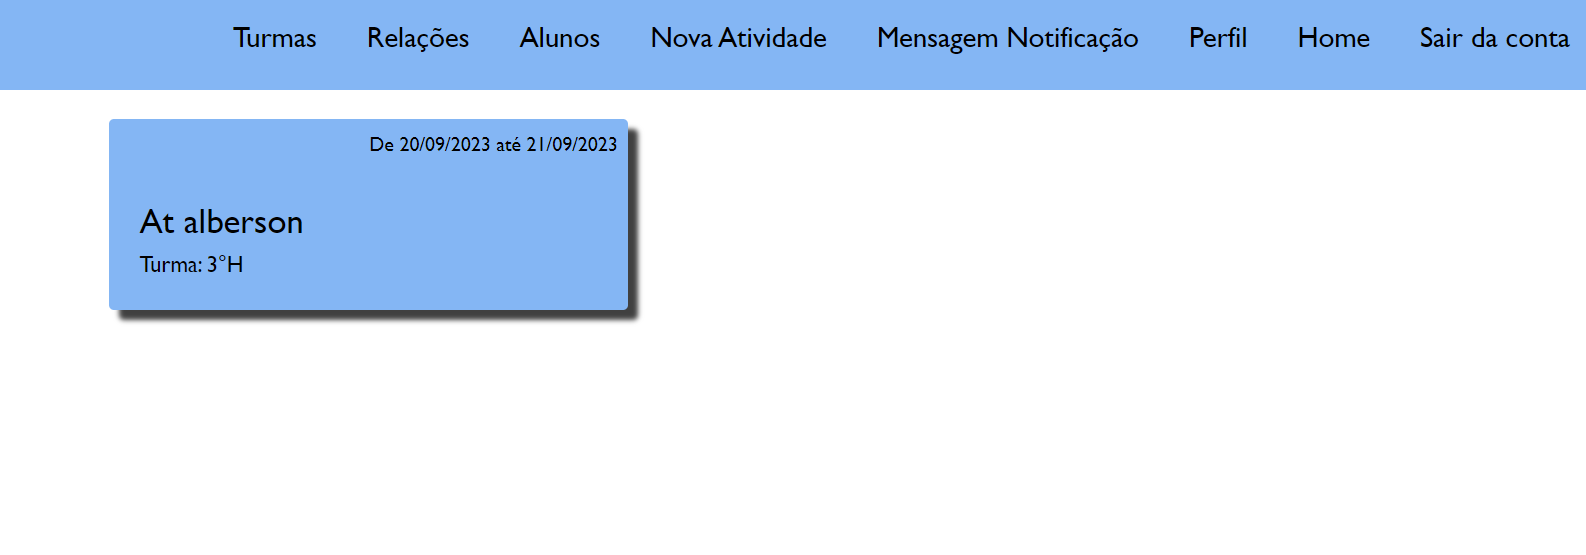 Turmas Relações Alunos Nova Atividade Mensagem Notificação Perfil Home Sair da conta
De 20/09/2023 até 21/09/2023
At alberson
Turma: 3°H